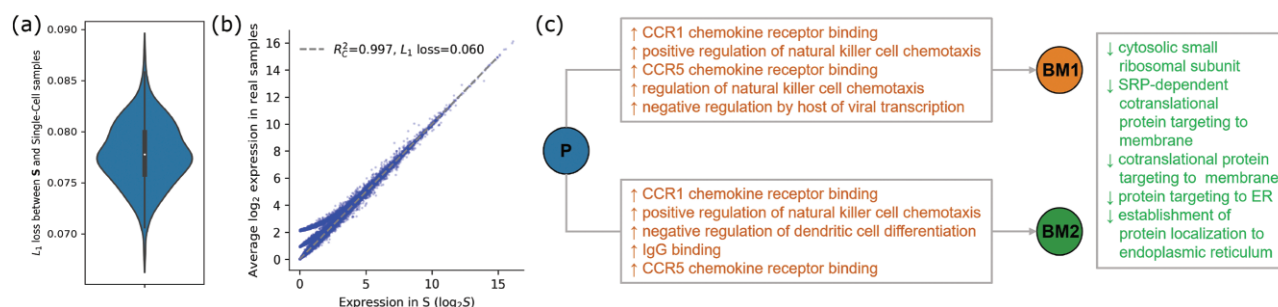 (a)
0.090
0.085
0.080
0.075
0.070
L₁ loss between S and Single-Cell samples
(b)
R²C=0.997, L₁ loss=0.060
16
14
12
10
8
6
4
2
0
Average log₂ expression in real samples
0
5
10
15
Expression in S (log₂S)
(c)
P
↑ CCR1 chemokine receptor binding
↑ positive regulation of natural killer cell chemotaxis
↑ CCR5 chemokine receptor binding
↑ regulation of natural killer cell chemotaxis
↑ negative regulation by host of viral transcription
BM1
↑ CCR1 chemokine receptor binding
↑ positive regulation of natural killer cell chemotaxis
↑ negative regulation of dendritic cell differentiation
↑ IgG binding
↑ CCR5 chemokine receptor binding
BM2
↓ cytosolic small
ribosomal subunit
↓ SRP-dependent
cotranslational
protein targeting to
membrane
↓ cotranslational protein
targeting to membrane
↓ protein targeting to ER
↓ establishment of
protein localization to
endoplasmic reticulum